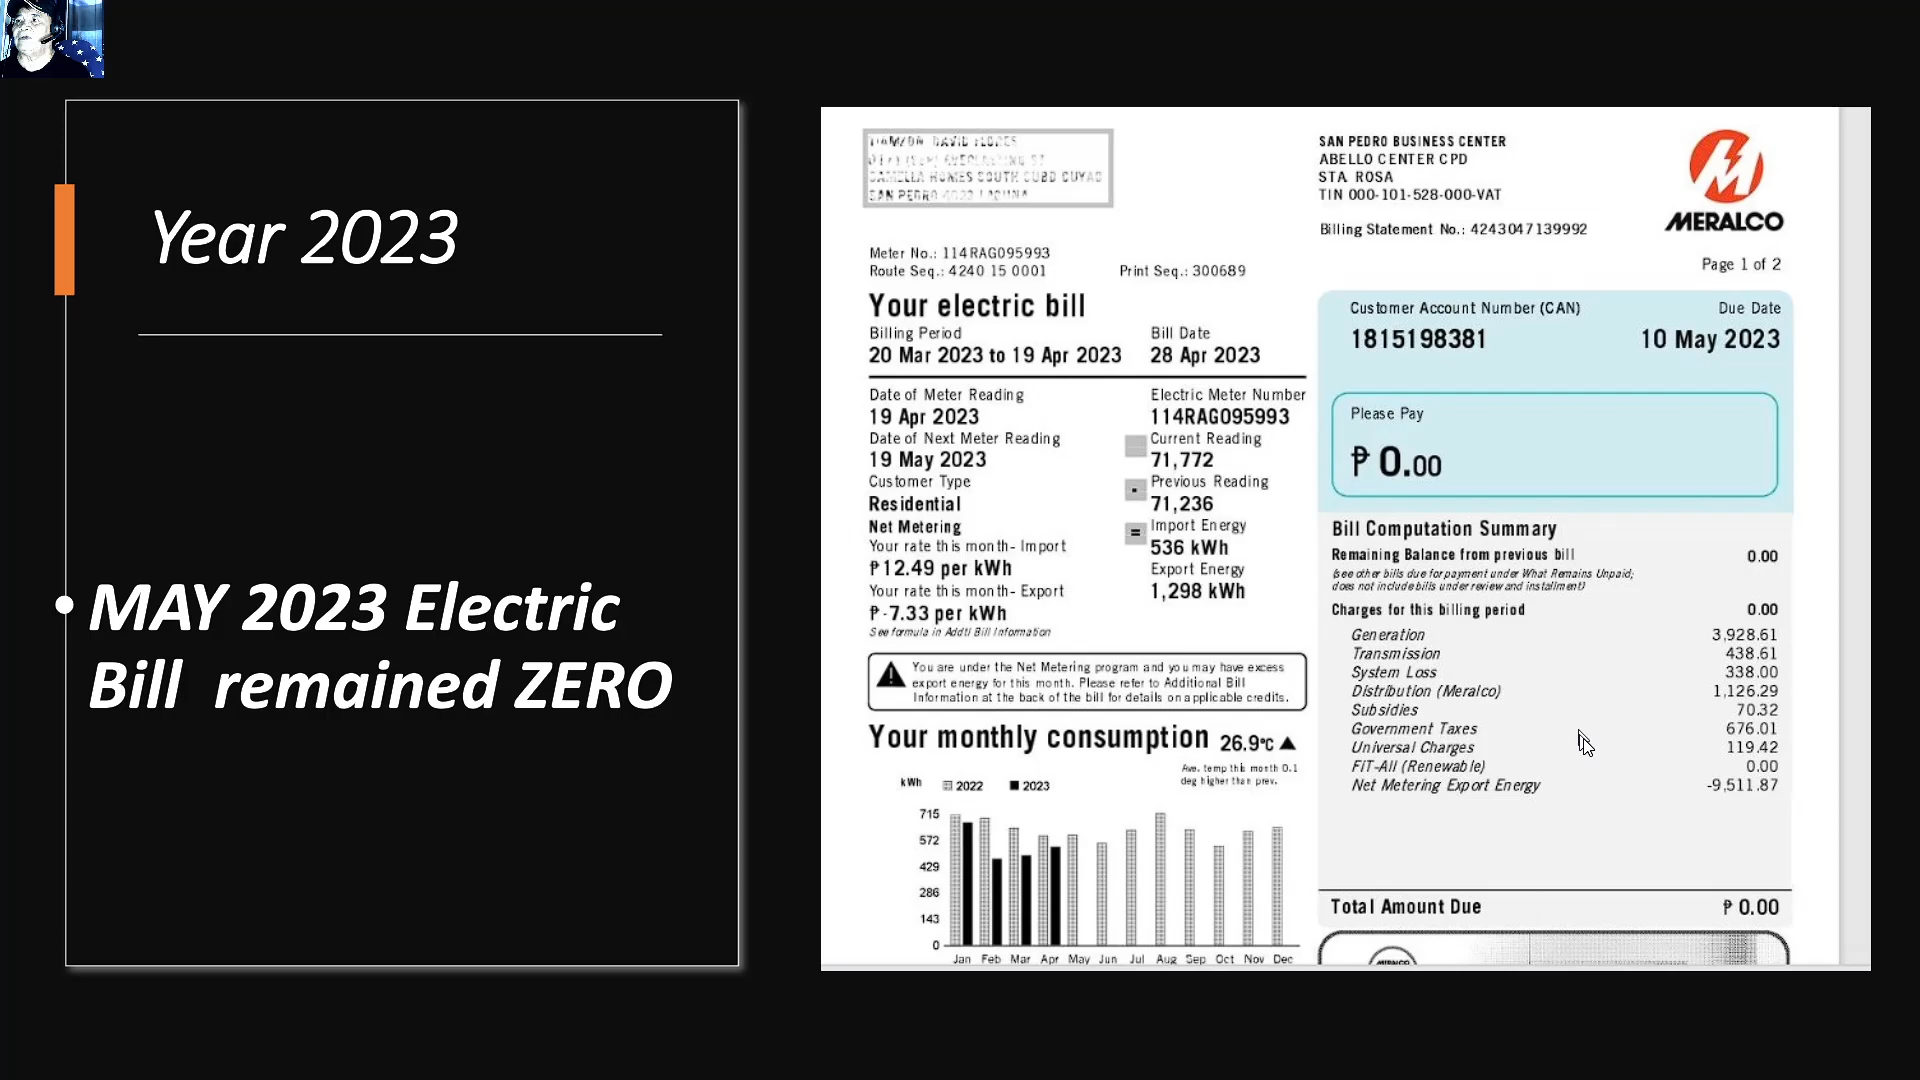 Year 2023
• MAY 2023 Electric
Bill remained ZERO
SAN PEDRO BUSINESS CENTER
ABELLO CENTER CPD
STA. ROSA
TIN 000-101-528-000-VAT
Billing Statement No.: 4243047139992
MERALCO
Page 1 of 2
Meter No.: 114RAG095993
Route Seq.: 4240 15 0001 Print Seq.: 300689
Your electric bill
Billing Period Bill Date
20 Mar 2023 to 19 Apr 2023 28 Apr 2023
Date of Meter Reading
19 Apr 2023
Date of Next Meter Reading
19 May 2023
Customer Type
Residential
Net Metering
Your rate this month- Import
₱12.49 per kWh
Your rate this month- Export
₱-7.33 per kWh
See formula in Addtl Bill Information
Electric Meter Number
114RAG095993
Current Reading
71,772
- Previous Reading
71,236
= Import Energy
536 kWh
Export Energy
1,298 kWh
You are under the Net Metering program and you may have excess
export energy for this month. Please refer to Additional Bill
Information at the back of the bill for details on applicable credits.
Your monthly consumption 26.9°C ▲
Ave. temp this month 0.1
deg higher than prev.
kWh 2022 2023
715
572
429
286
143
0
Jan Feb Mar Apr May Jun Jul Aug Sep Oct Nov Dec
Customer Account Number (CAN) Due Date
1815198381 10 May 2023
Please Pay
₱ 0.00
Bill Computation Summary
Remaining Balance from previous bill 0.00
(see other bills due for payment under What Remains Unpaid;
does not include bills under review and installment)
Charges for this billing period 0.00
Generation 3,928.61
Transmission 438.61
System Loss 338.00
Distribution (Meralco) 1,126.29
Subsidies 70.32
Government Taxes 676.01
Universal Charges 119.42
FIT-All (Renewable) 0.00
Net Metering Export Energy -9,511.87
Total Amount Due ₱ 0.00
MERALCO